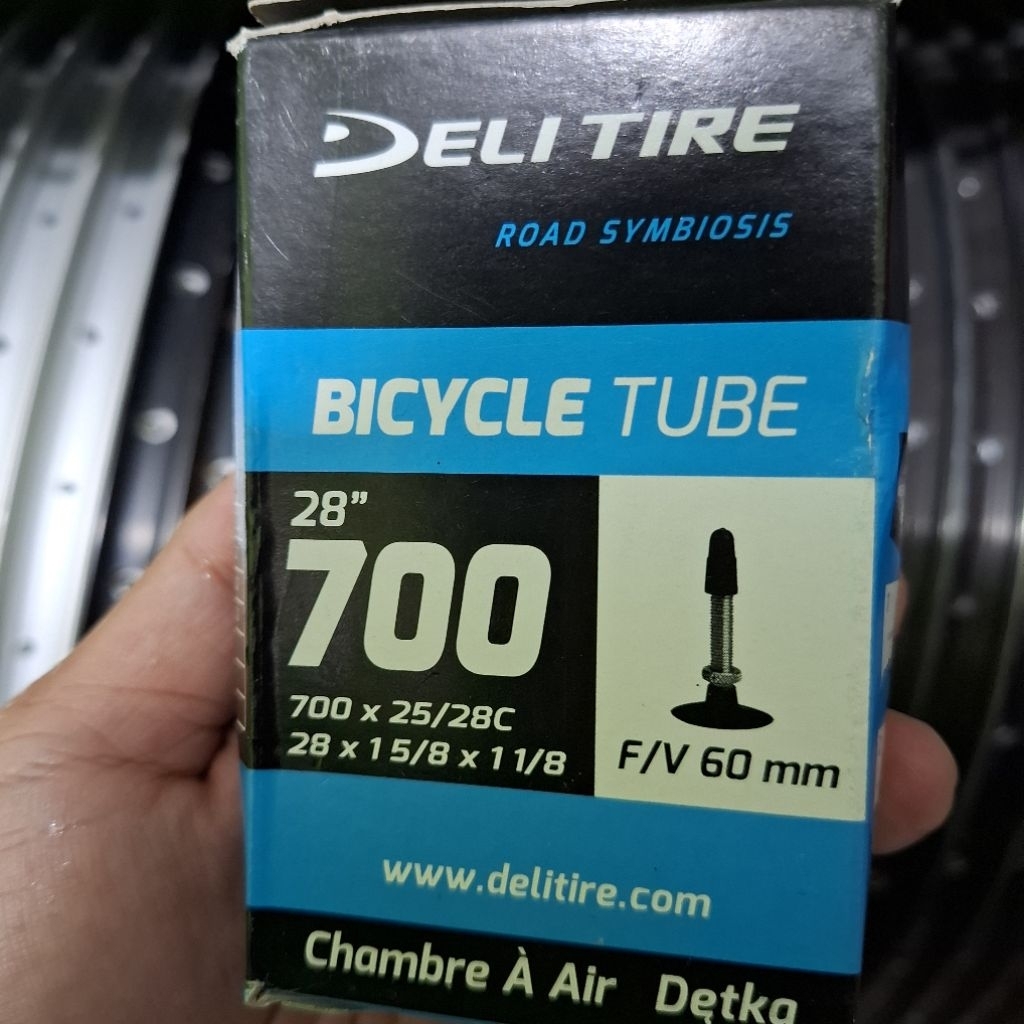 DELI TIRE
ROAD SYMBIOSIS
BICYCLE TUBE
28”
700
700 x 25/28C
28 x 1 5/8 x 1 1/8
F/V 60 mm
www.delitire.com
Chambre À Air Dętka